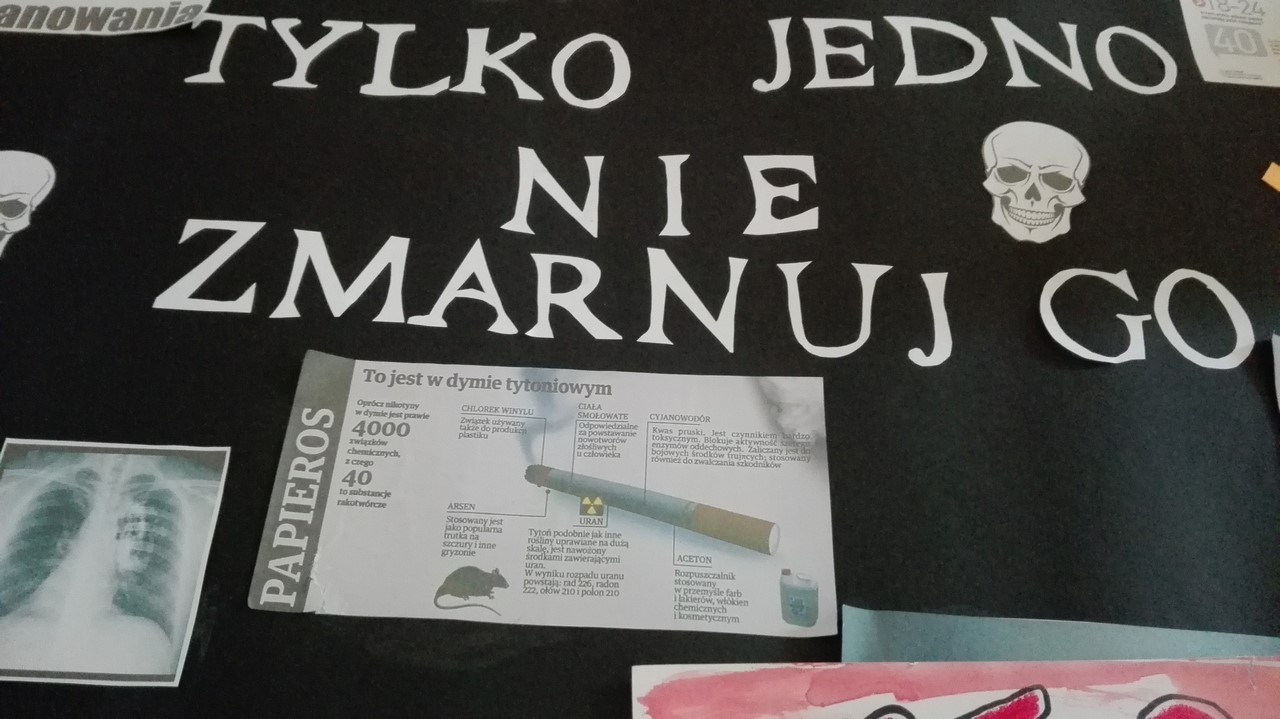 anowania
18-24
40
TYLKO JEDNO
NIE
ZMARNUJ GO
PAPIEROS
To jest w dymie tytoniowym
Oprócz nikotyny
w dymie jest prawie
4000
związków
chemicznych,
z czego
40
to substancje
rakotwórcze
CHLOREK WINYLU
Związek używany
także do produkcji
plastiku
CIAŁA
SMOŁOWATE
Odpowiedzialne
za powstawanie
nowotworów
złośliwych
u człowieka
CYJANOWODÓR
Kwas pruski. Jest czynnikiem bardzo
toksycznym. Blokuje aktywność szeregu
enzymów oddechowych. Zaliczany jest do
bojowych środków trujących; stosowany
również do zwalczania szkodników
ARSEN
Stosowany jest
jako popularna
trutka na
szczury i inne
gryzonie
URAN
Tytoń podobnie jak inne
rośliny uprawiane na dużą
skalę, jest nawożony
środkami zawierającymi
uran.
W wyniku rozpadu uranu
powstają: rad 226, radon
222, ołów 210 i polon 210
ACETON
Rozpuszczalnik
stosowany
w przemyśle farb
i lakierów, włókien
chemicznych
i kosmetycznym